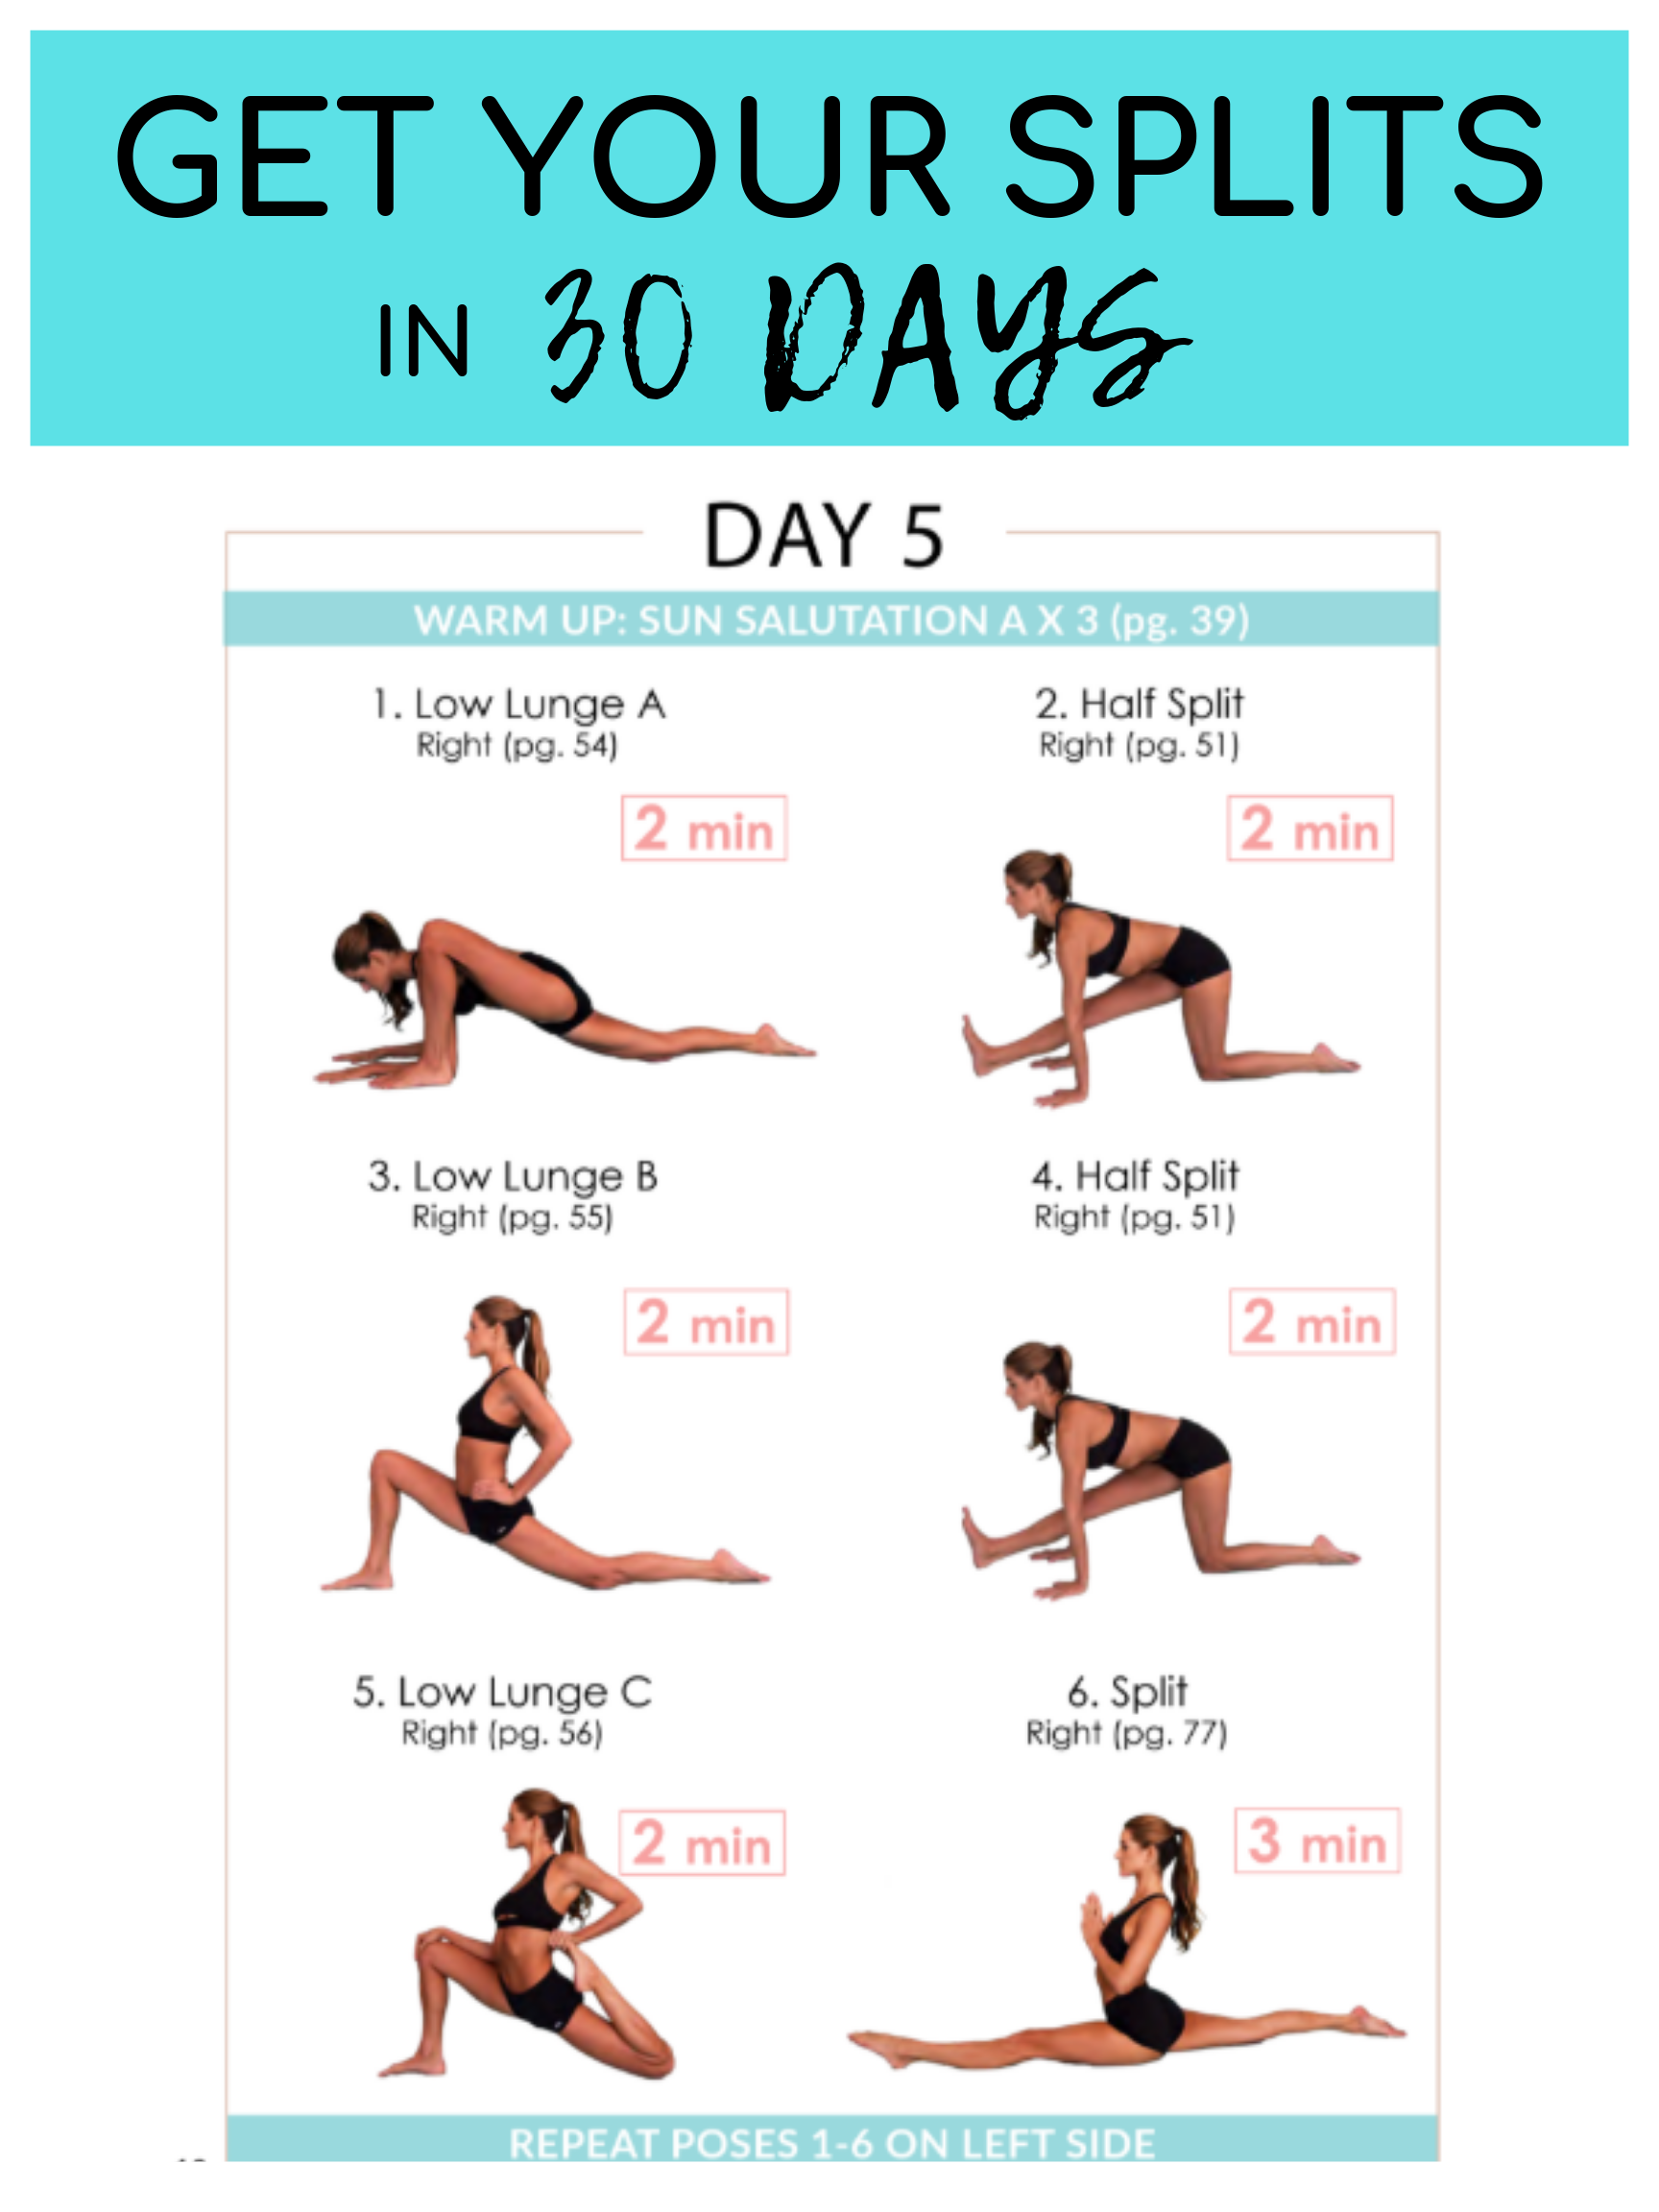 GET YOUR SPLITS
IN 30 DAYS
DAY 5
WARM UP: SUN SALUTATION A X 3 (pg. 39)
1. Low Lunge A
Right (pg. 54)
2 min
2. Half Split
Right (pg. 51)
2 min
3. Low Lunge B
Right (pg. 55)
2 min
4. Half Split
Right (pg. 51)
2 min
5. Low Lunge C
Right (pg. 56)
2 min
6. Split
Right (pg. 77)
3 min
REPEAT POSES 1-6 ON LEFT SIDE